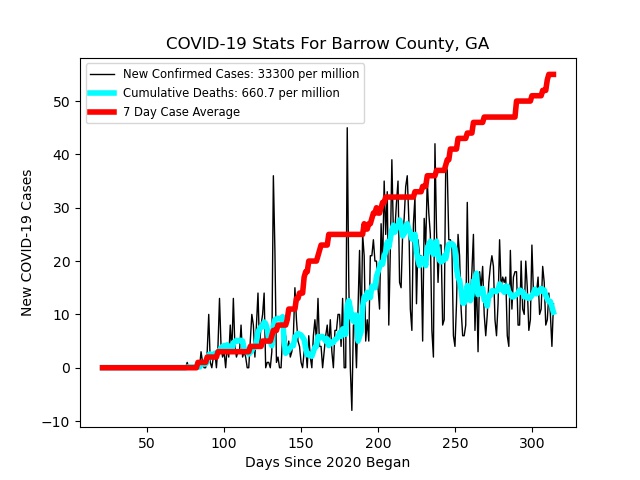 COVID-19 Stats For Barrow County, GA
New Confirmed Cases: 33300 per million
Cumulative Deaths: 660.7 per million
7 Day Case Average
New COVID-19 Cases
50
40
30
20
10
0
−10
50
100
150
200
250
300
Days Since 2020 Began